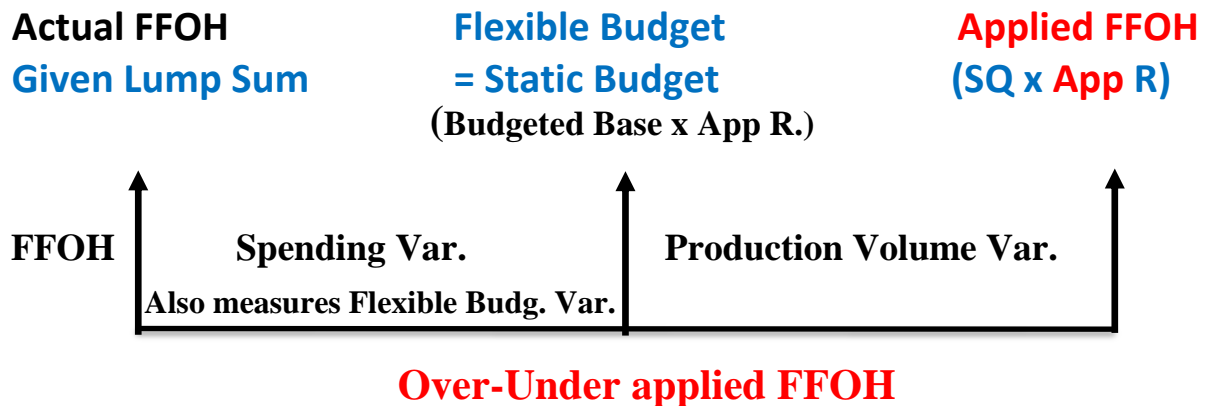 Actual FFOH Flexible Budget Applied FFOH
Given Lump Sum = Static Budget (SQ x App R)
(Budgeted Base x App R.)
FFOH Spending Var. Production Volume Var.
Also measures Flexible Budg. Var.
Over-Under applied FFOH